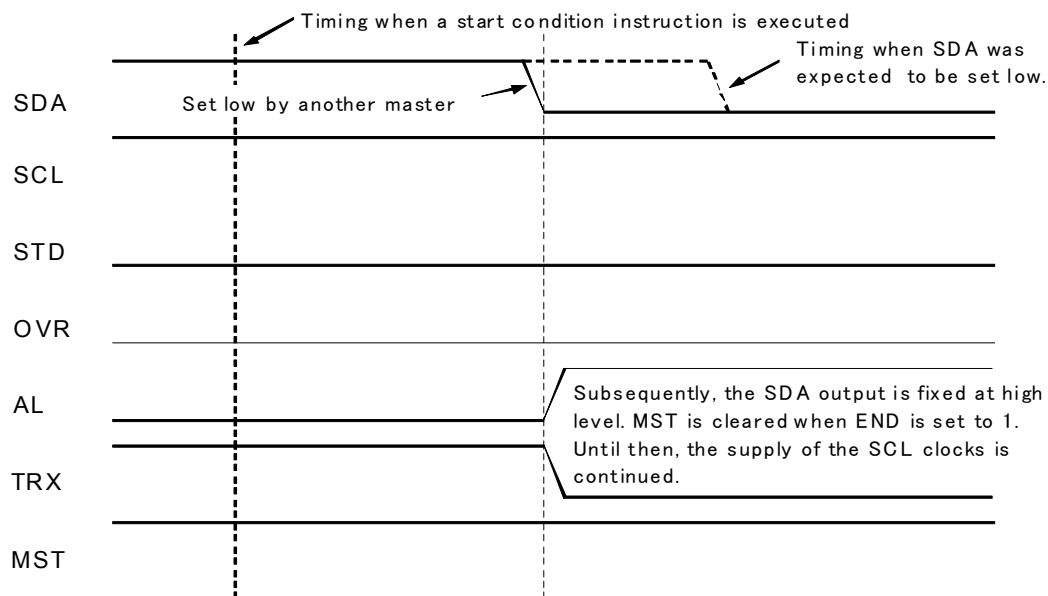 Timing when a start condition instruction is executed
Timing when SDA was
expected to be set low.
SDA
Set low by another master
SCL
STD
OVR
AL
Subsequently, the SDA output is fixed at high
level. MST is cleared when END is set to 1.
Until then, the supply of the SCL clocks is
continued.
TRX
MST